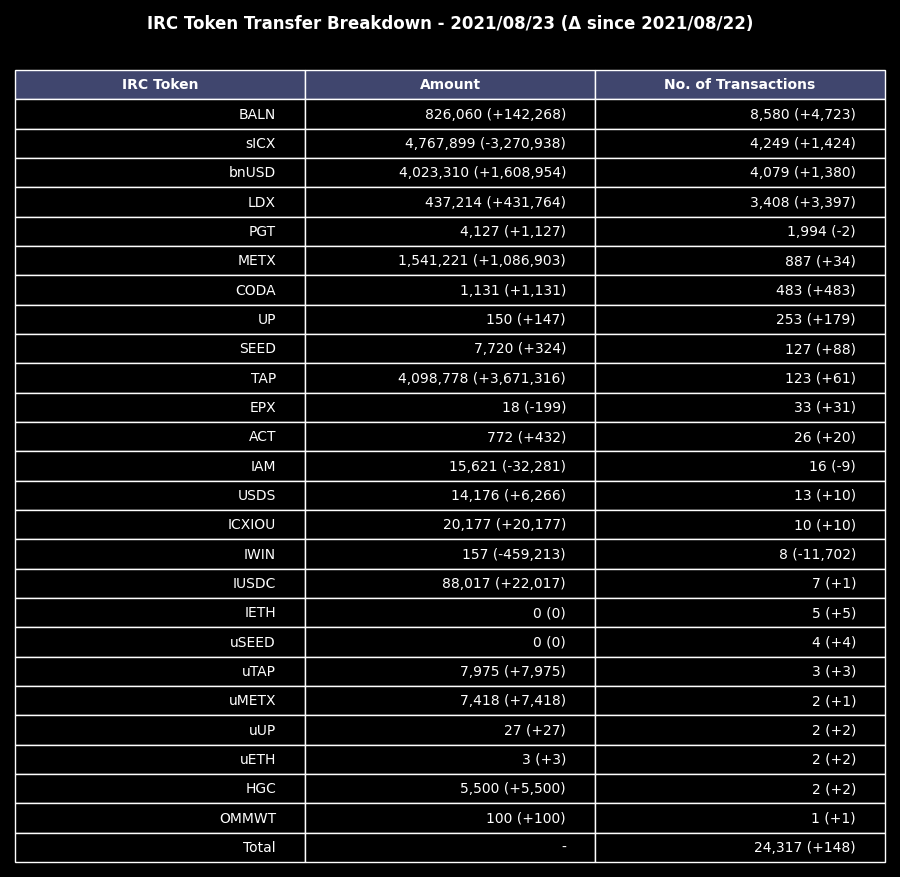 IRC Token Transfer Breakdown - 2021/08/23 (Δ since 2021/08/22)
IRC Token Amount No. of Transactions
BALN 826,060 (+142,268) 8,580 (+4,723)
sICX 4,767,899 (-3,270,938) 4,249 (+1,424)
bnUSD 4,023,310 (+1,608,954) 4,079 (+1,380)
LDX 437,214 (+431,764) 3,408 (+3,397)
PGT 4,127 (+1,127) 1,994 (-2)
METX 1,541,221 (+1,086,903) 887 (+34)
CODA 1,131 (+1,131) 483 (+483)
UP 150 (+147) 253 (+179)
SEED 7,720 (+324) 127 (+88)
TAP 4,098,778 (+3,671,316) 123 (+61)
EPX 18 (-199) 33 (+31)
ACT 772 (+432) 26 (+20)
IAM 15,621 (-32,281) 16 (-9)
USDS 14,176 (+6,266) 13 (+10)
ICXIOU 20,177 (+20,177) 10 (+10)
IWIN 157 (-459,213) 8 (-11,702)
IUSDC 88,017 (+22,017) 7 (+1)
IETH 0 (0) 5 (+5)
uSEED 0 (0) 4 (+4)
uTAP 7,975 (+7,975) 3 (+3)
uMETX 7,418 (+7,418) 2 (+1)
uUP 27 (+27) 2 (+2)
uETH 3 (+3) 2 (+2)
HGC 5,500 (+5,500) 2 (+2)
OMMWT 100 (+100) 1 (+1)
Total - 24,317 (+148)